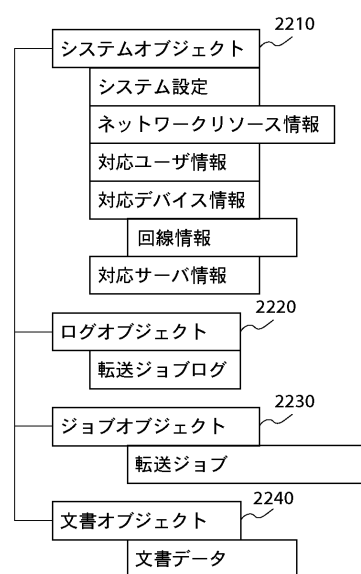 2210
システムオブジェクト
システム設定
ネットワークリソース情報
対応ユーザ情報
対応デバイス情報
回線情報
対応サーバ情報
2220
ログオブジェクト
転送ジョブログ
2230
ジョブオブジェクト
転送ジョブ
2240
文書オブジェクト
文書データ